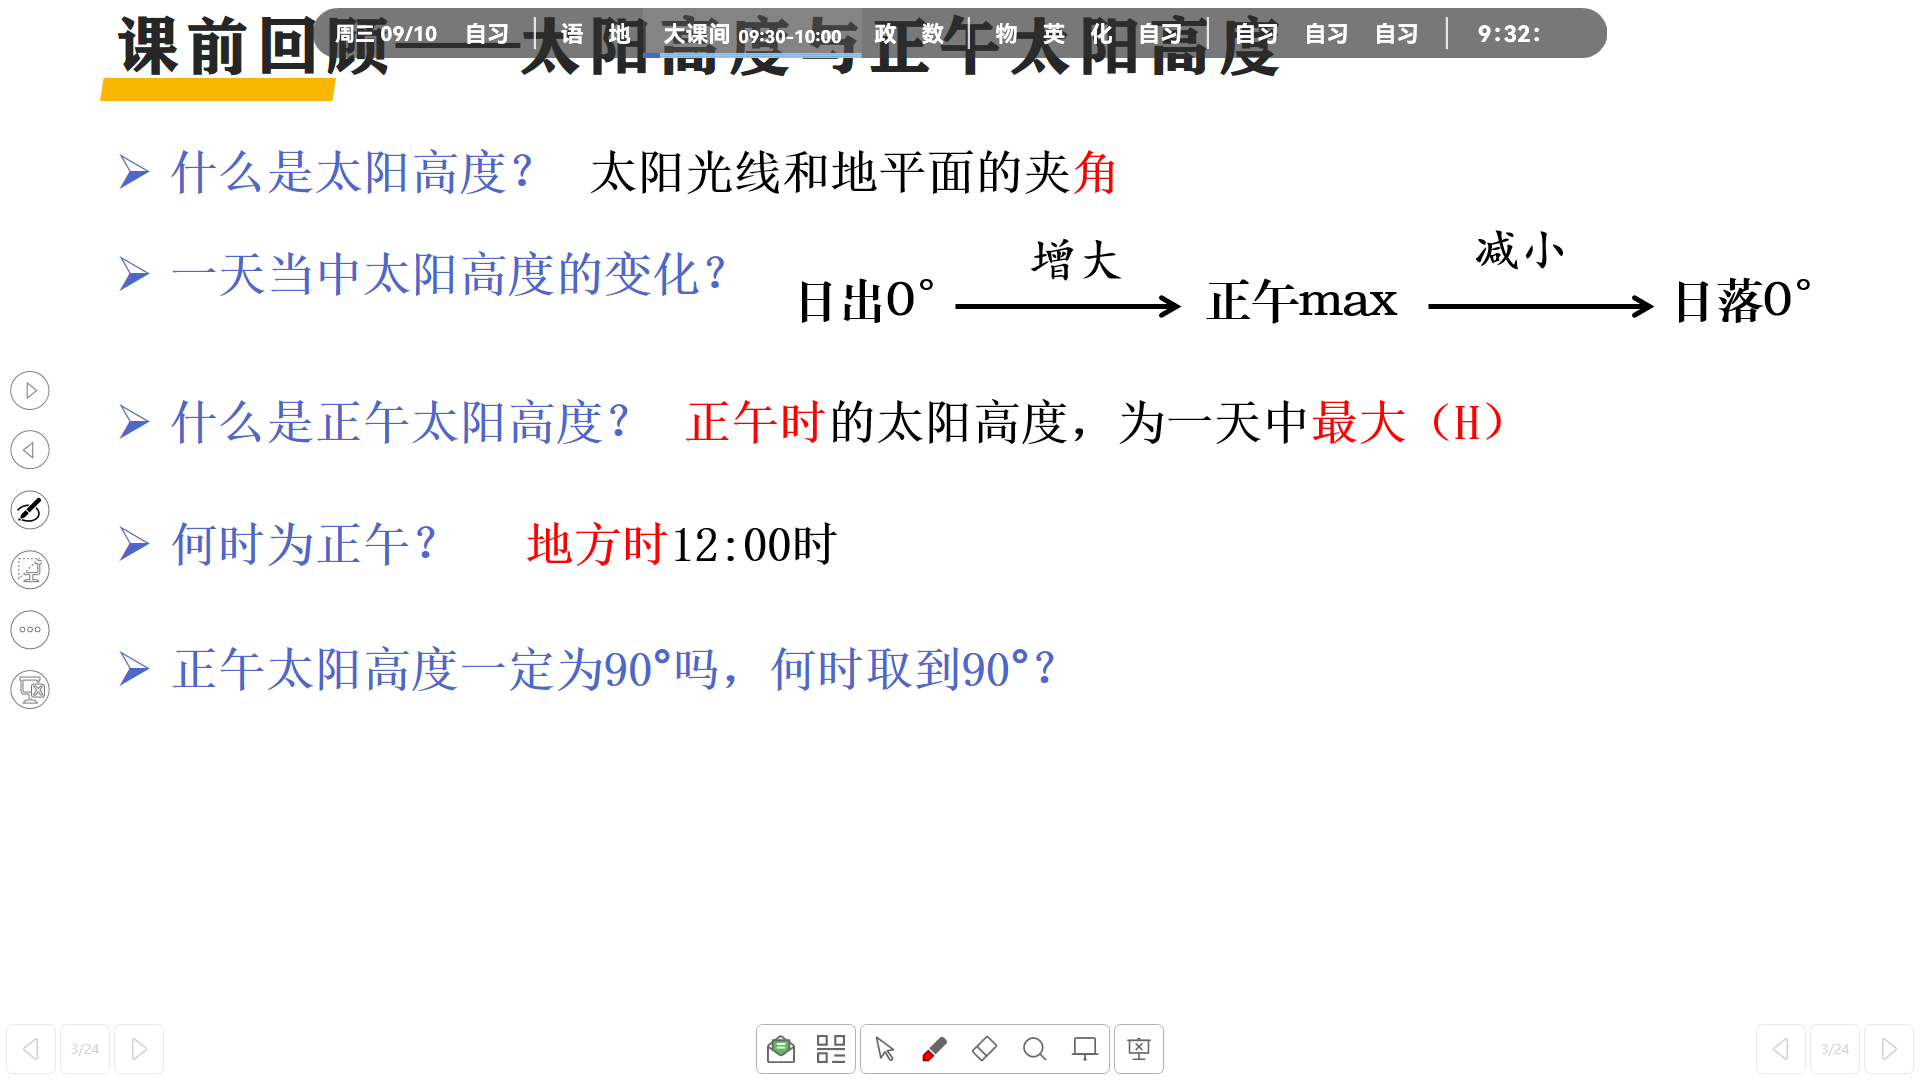 课前回顾——太阳高度与正午太阳高度
周三 09/10 自习 语 地 大课间 09:30-10:00 政 数 物 英 化 自习 自习 自习 自习 9:32:
什么是太阳高度？ 太阳光线和地平面的夹角
一天当中太阳高度的变化？
增大 减小
日出0° 正午max 日落0°
什么是正午太阳高度？ 正午时的太阳高度，为一天中最大（H）
何时为正午？ 地方时12:00时
正午太阳高度一定为90°吗，何时取到90°？
3/24 3/24